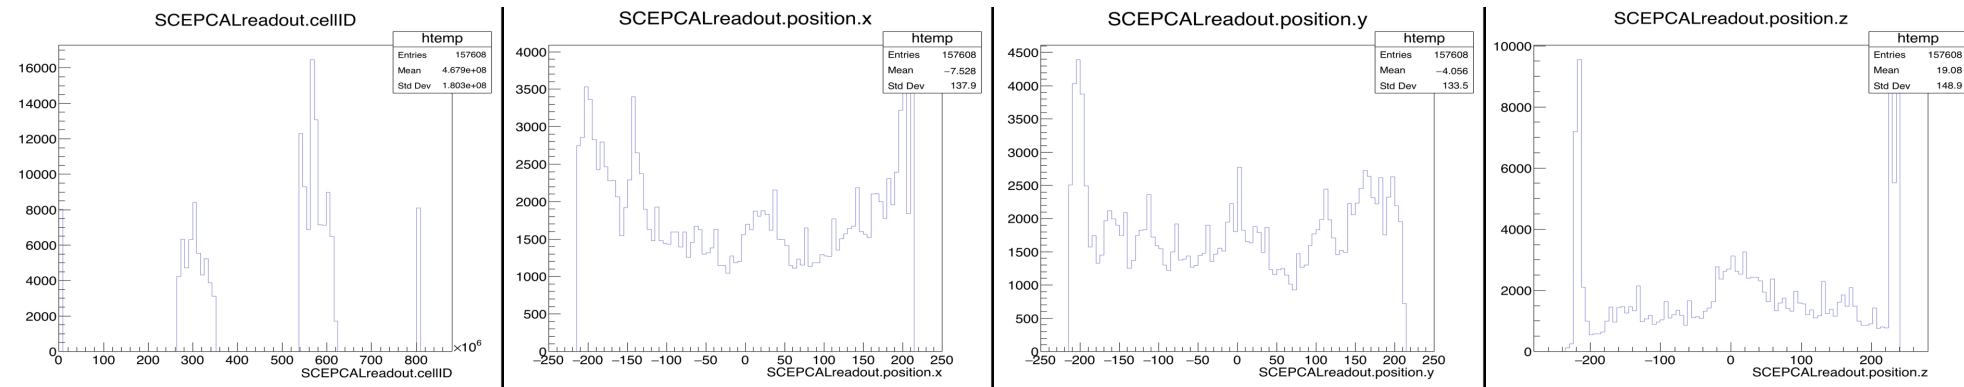 SCEPCALreadout.cellID
htemp
Entries 157608
Mean 4.679e+08
Std Dev 1.803e+08
16000
14000
12000
10000
8000
6000
4000
2000
0
0 100 200 300 400 500 600 700 800
×10⁶
SCEPCALreadout.cellID
SCEPCALreadout.position.x
htemp
Entries 157608
Mean −7.528
Std Dev 137.9
4000
3500
3000
2500
2000
1500
1000
500
0
−250 −200 −150 −100 −50 0 50 100 150 200 250
SCEPCALreadout.position.x
SCEPCALreadout.position.y
htemp
Entries 157608
Mean −4.056
Std Dev 133.5
4500
4000
3500
3000
2500
2000
1500
1000
500
0
−250 −200 −150 −100 −50 0 50 100 150 200 250
SCEPCALreadout.position.y
SCEPCALreadout.position.z
htemp
Entries 157608
Mean 19.08
Std Dev 148.9
10000
8000
6000
4000
2000
0
−200 −100 0 100 200
SCEPCALreadout.position.z